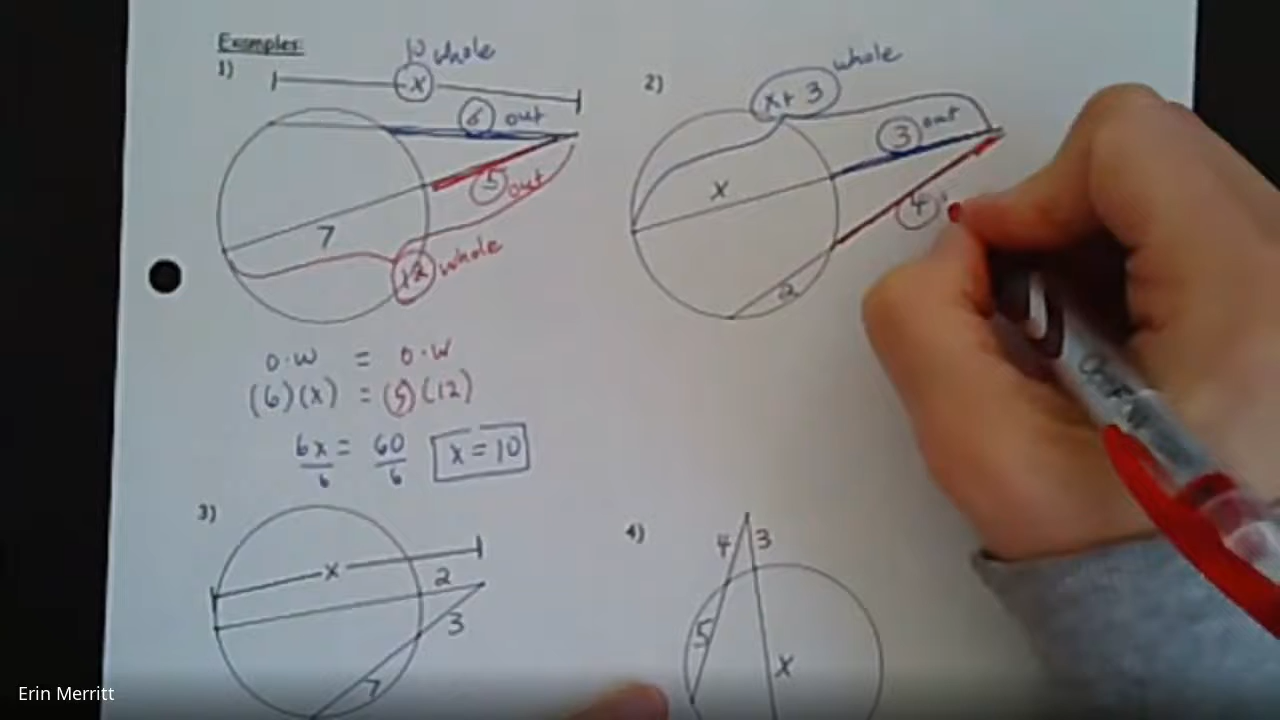 Examples:
1)
10 whole
x
6 out
5 out
7
12 whole
O·W = O·W
(6)(x) = (5)(12)
6x = 60
6 6
x = 10
2)
x + 3 whole
3 out
x
4
2
3)
x
2
3
7
4)
4 3
5
x
Erin Merritt